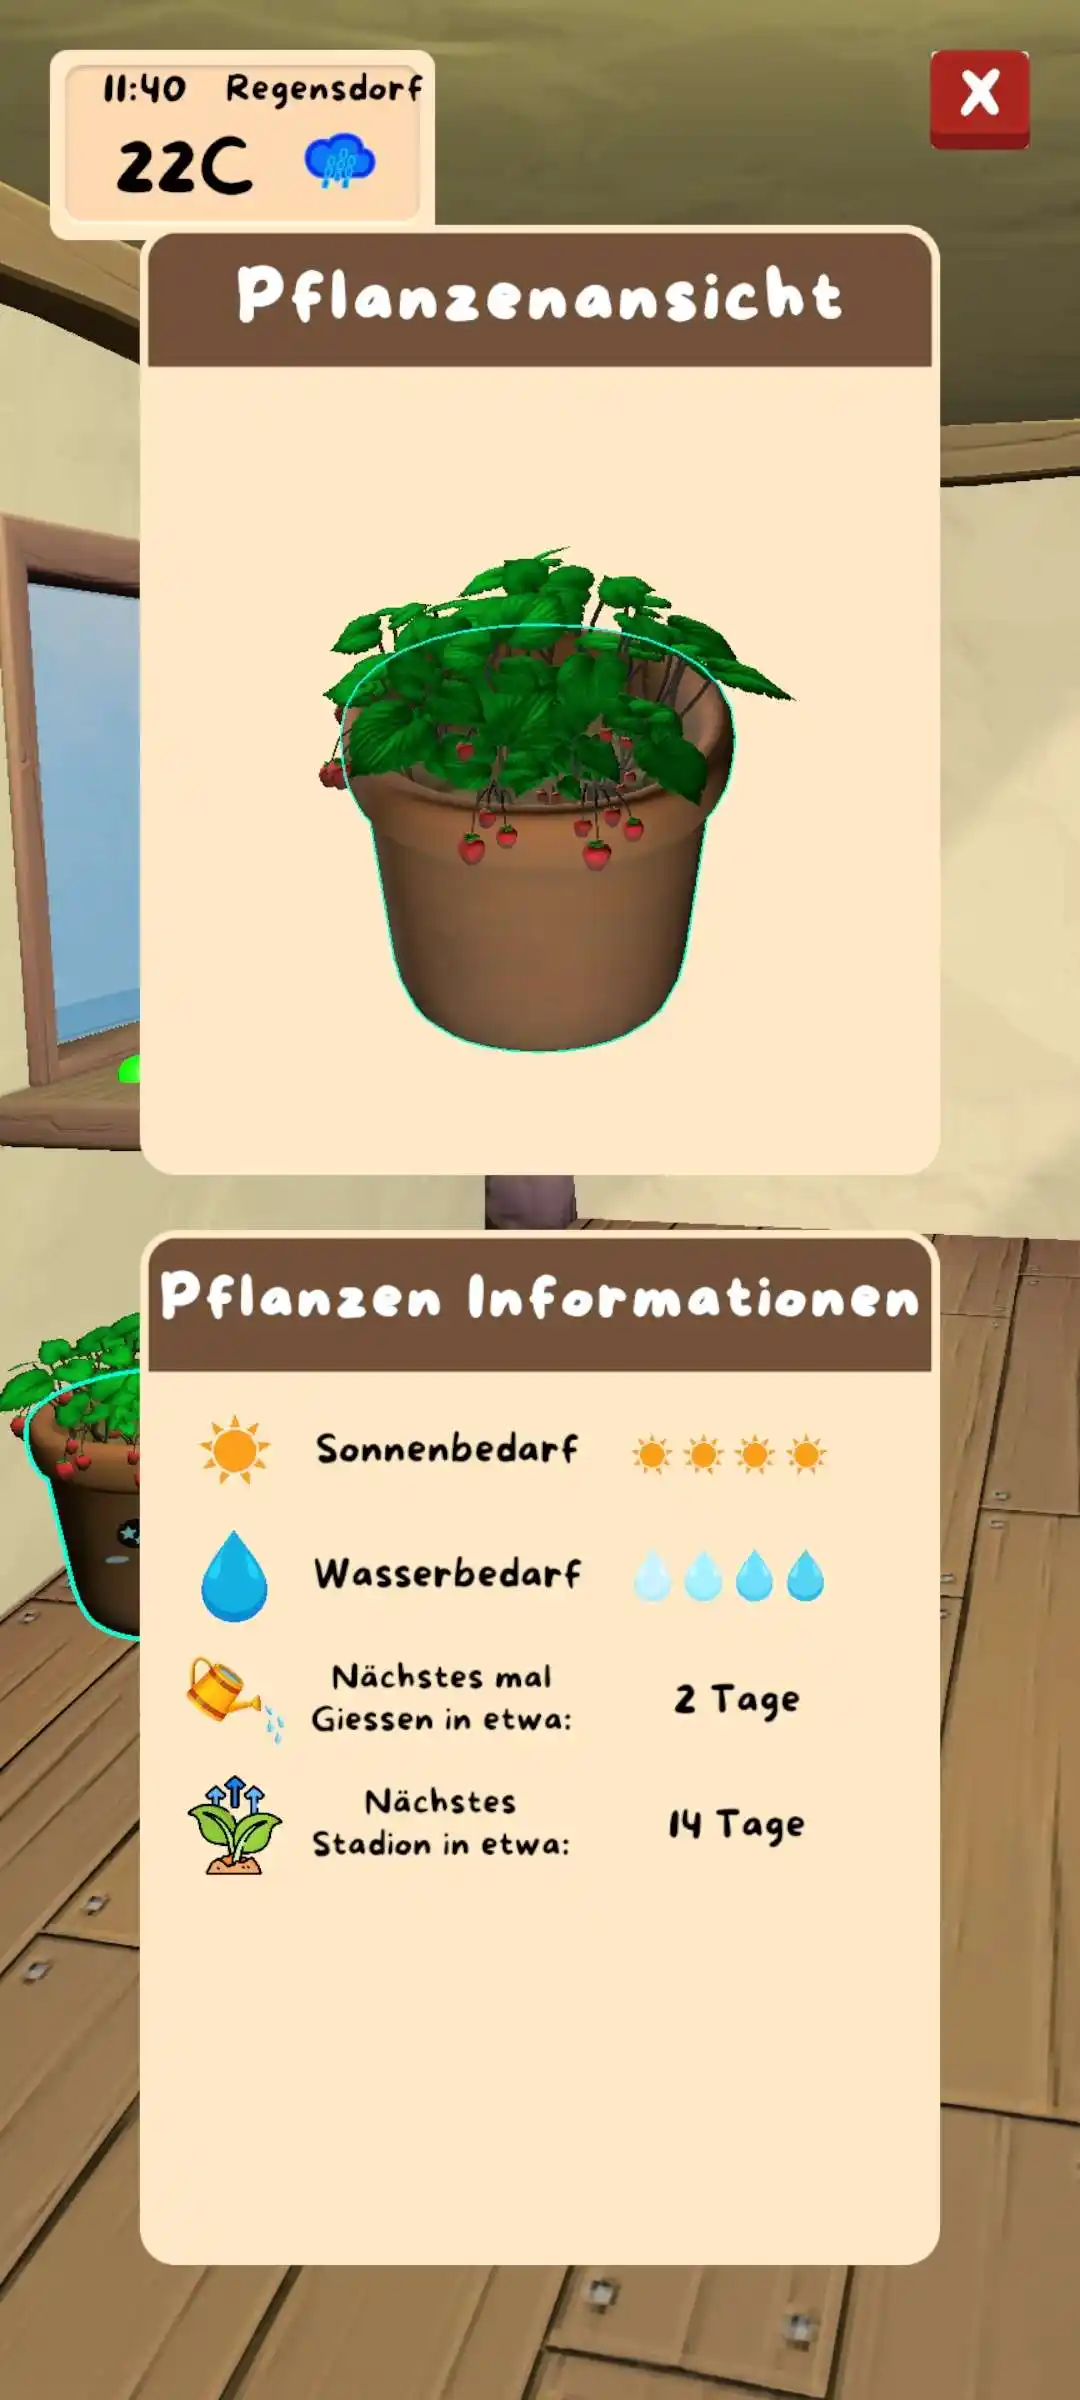 11:40 Regensdorf
22C
X
Pflanzenansicht
Pflanzen Informationen
Sonnenbedarf
Wasserbedarf
Nächstes mal
Giessen in etwa:
2 Tage
Nächstes
Stadion in etwa:
14 Tage